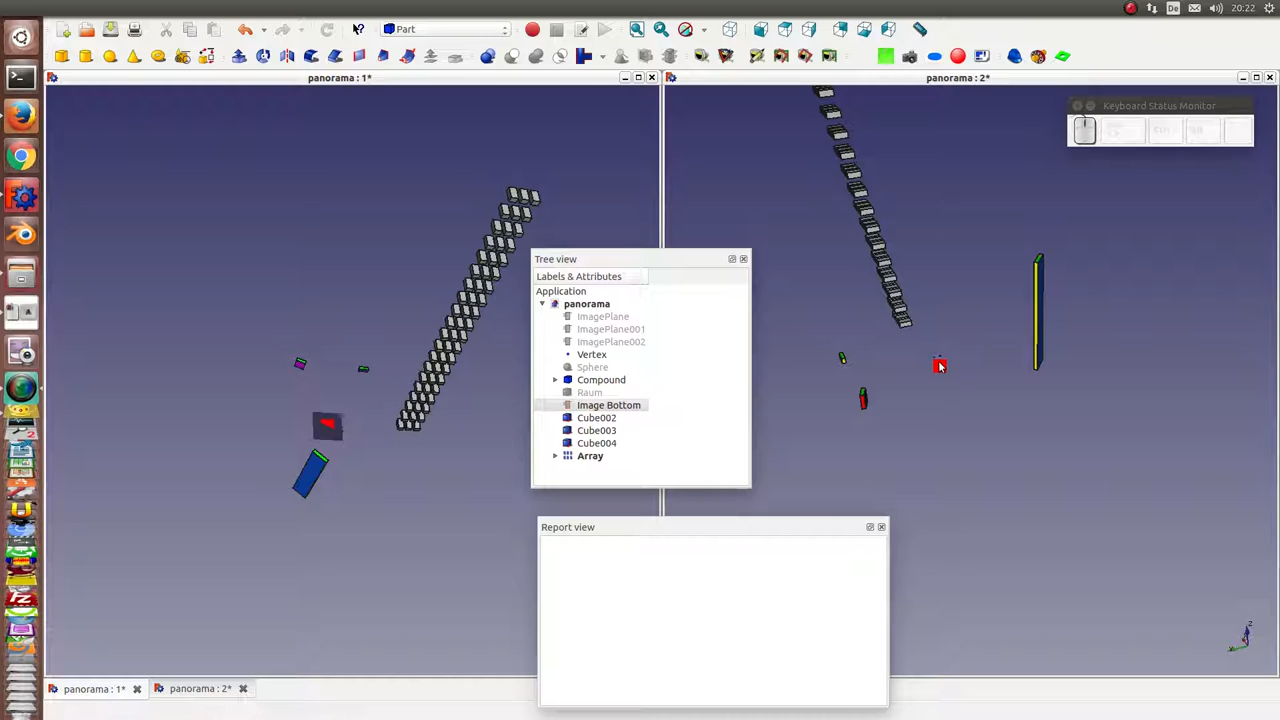 De
20:22
Part
panorama : 1*
panorama : 2*
Keyboard Status Monitor
Tree view
Labels & Attributes
Application
panorama
ImagePlane
ImagePlane001
ImagePlane002
Vertex
Sphere
Compound
Raum
Image Bottom
Cube002
Cube003
Cube004
Array
Report view
panorama : 1*
panorama : 2*